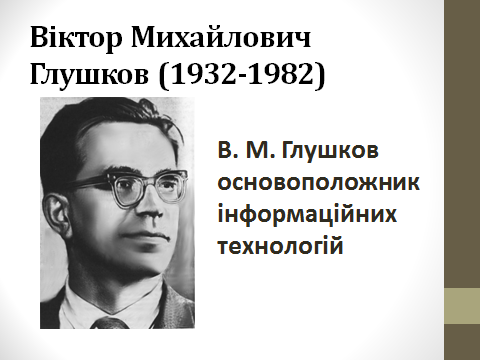 Віктор Михайлович
Глушков (1932-1982)
В. М. Глушков
основоположник
інформаційних
технологій